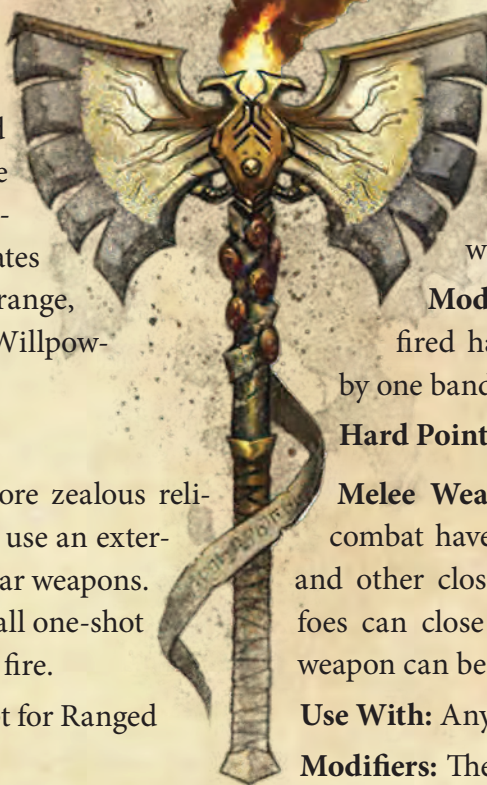 range,
Willpow-
ore zealous reli-
use an exter-
ar weapons.
all one-shot
fire.
t for Ranged
Mod
fired ha
by one band
Hard Point
Melee Wea
combat have
and other clos
foes can close
weapon can be
Use With: Any
Modifiers: The